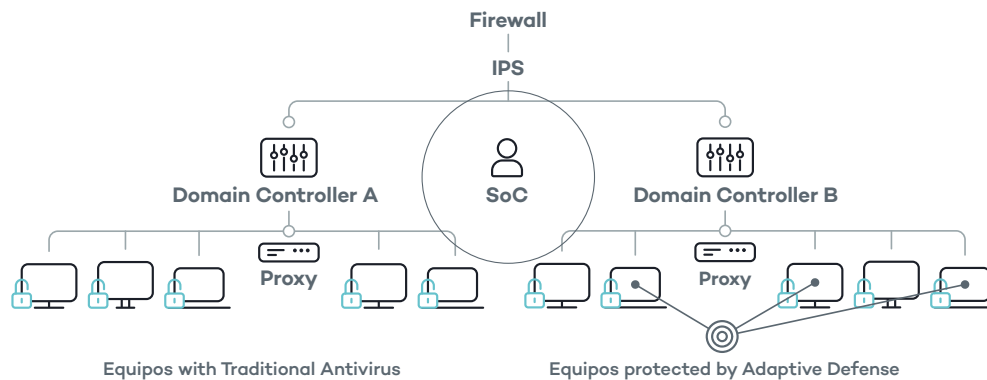 Firewall
IPS
Domain Controller A
SoC
Domain Controller B
Proxy
Proxy
Equipos with Traditional Antivirus
Equipos protected by Adaptive Defense